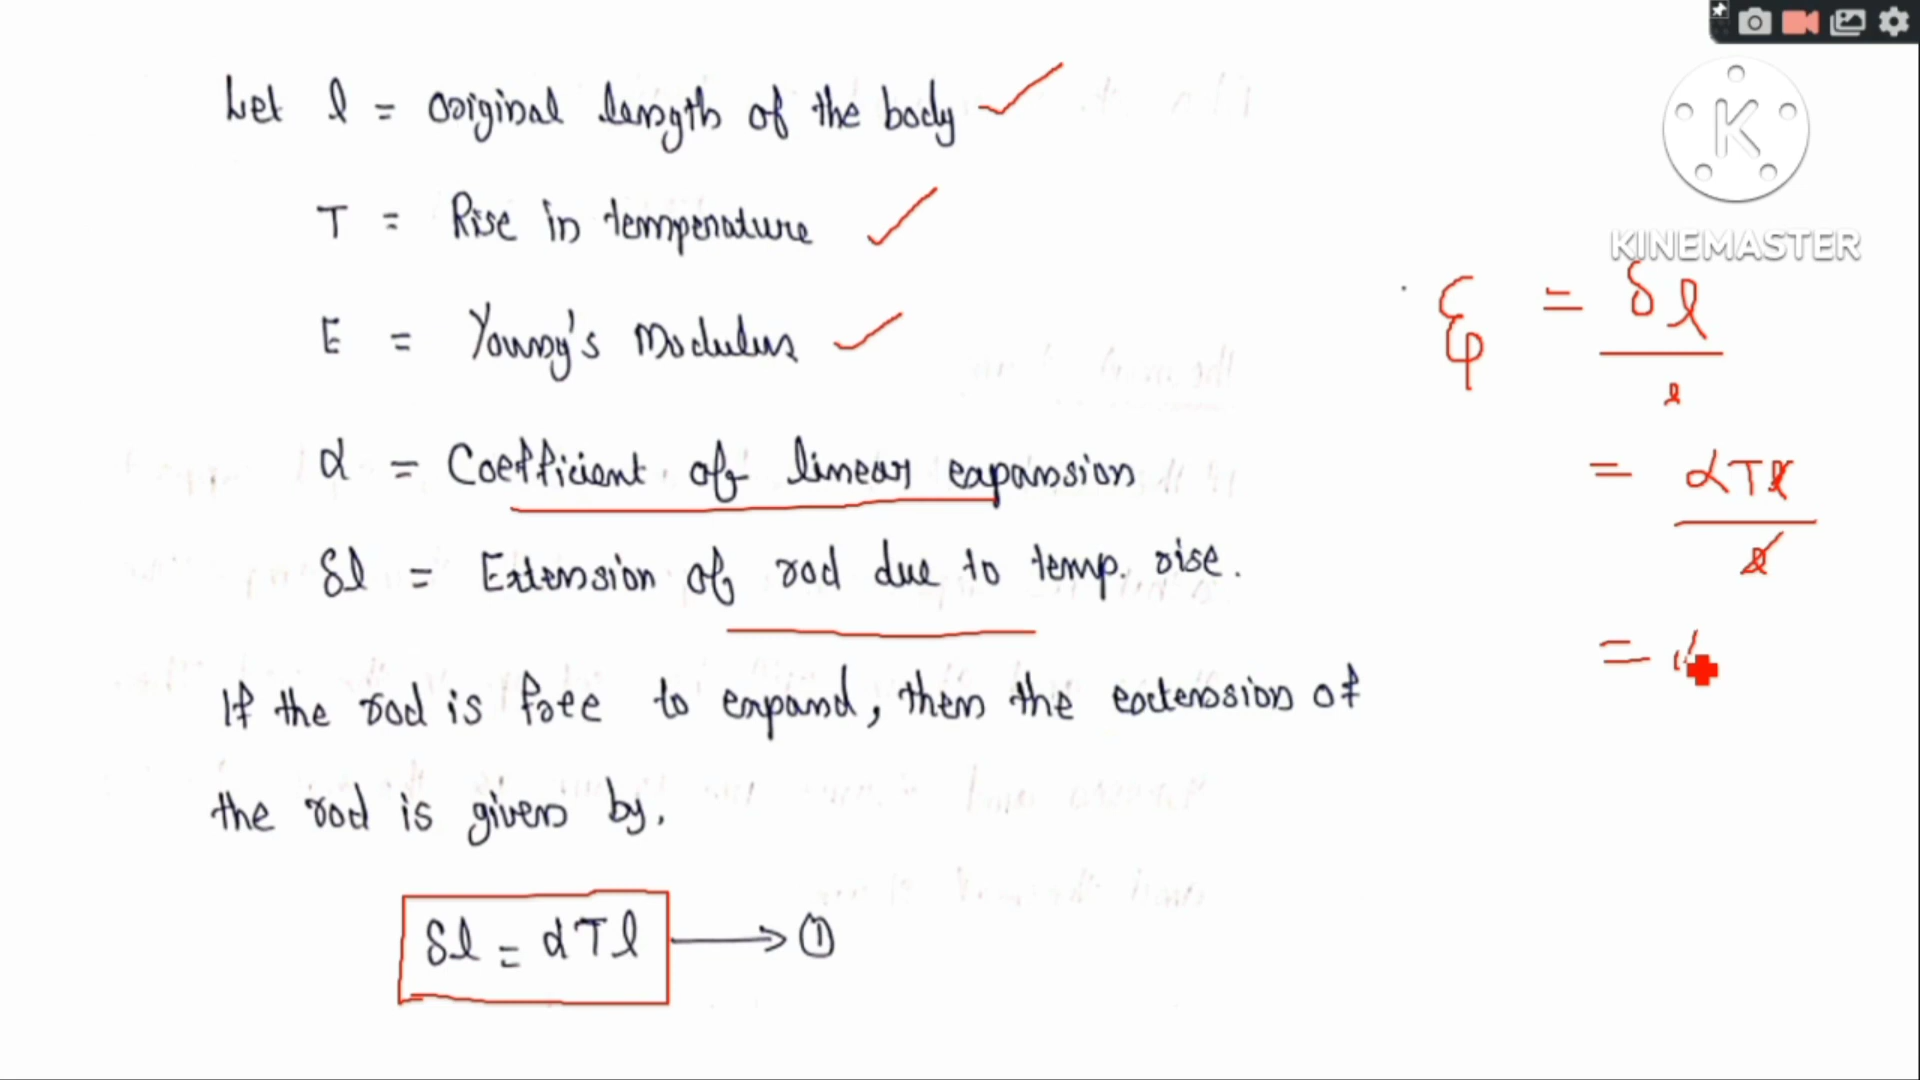 Let l = original length of the body
T = Rise in temperature
E = Young's Modulus
α = Coefficient of linear expansion
δl = Extension of rod due to temp. rise.
If the rod is free to expand, then the extension of
the rod is given by,
δl = αTl → ①
K
KINEMASTER
= δl
l
= αTl
l
=